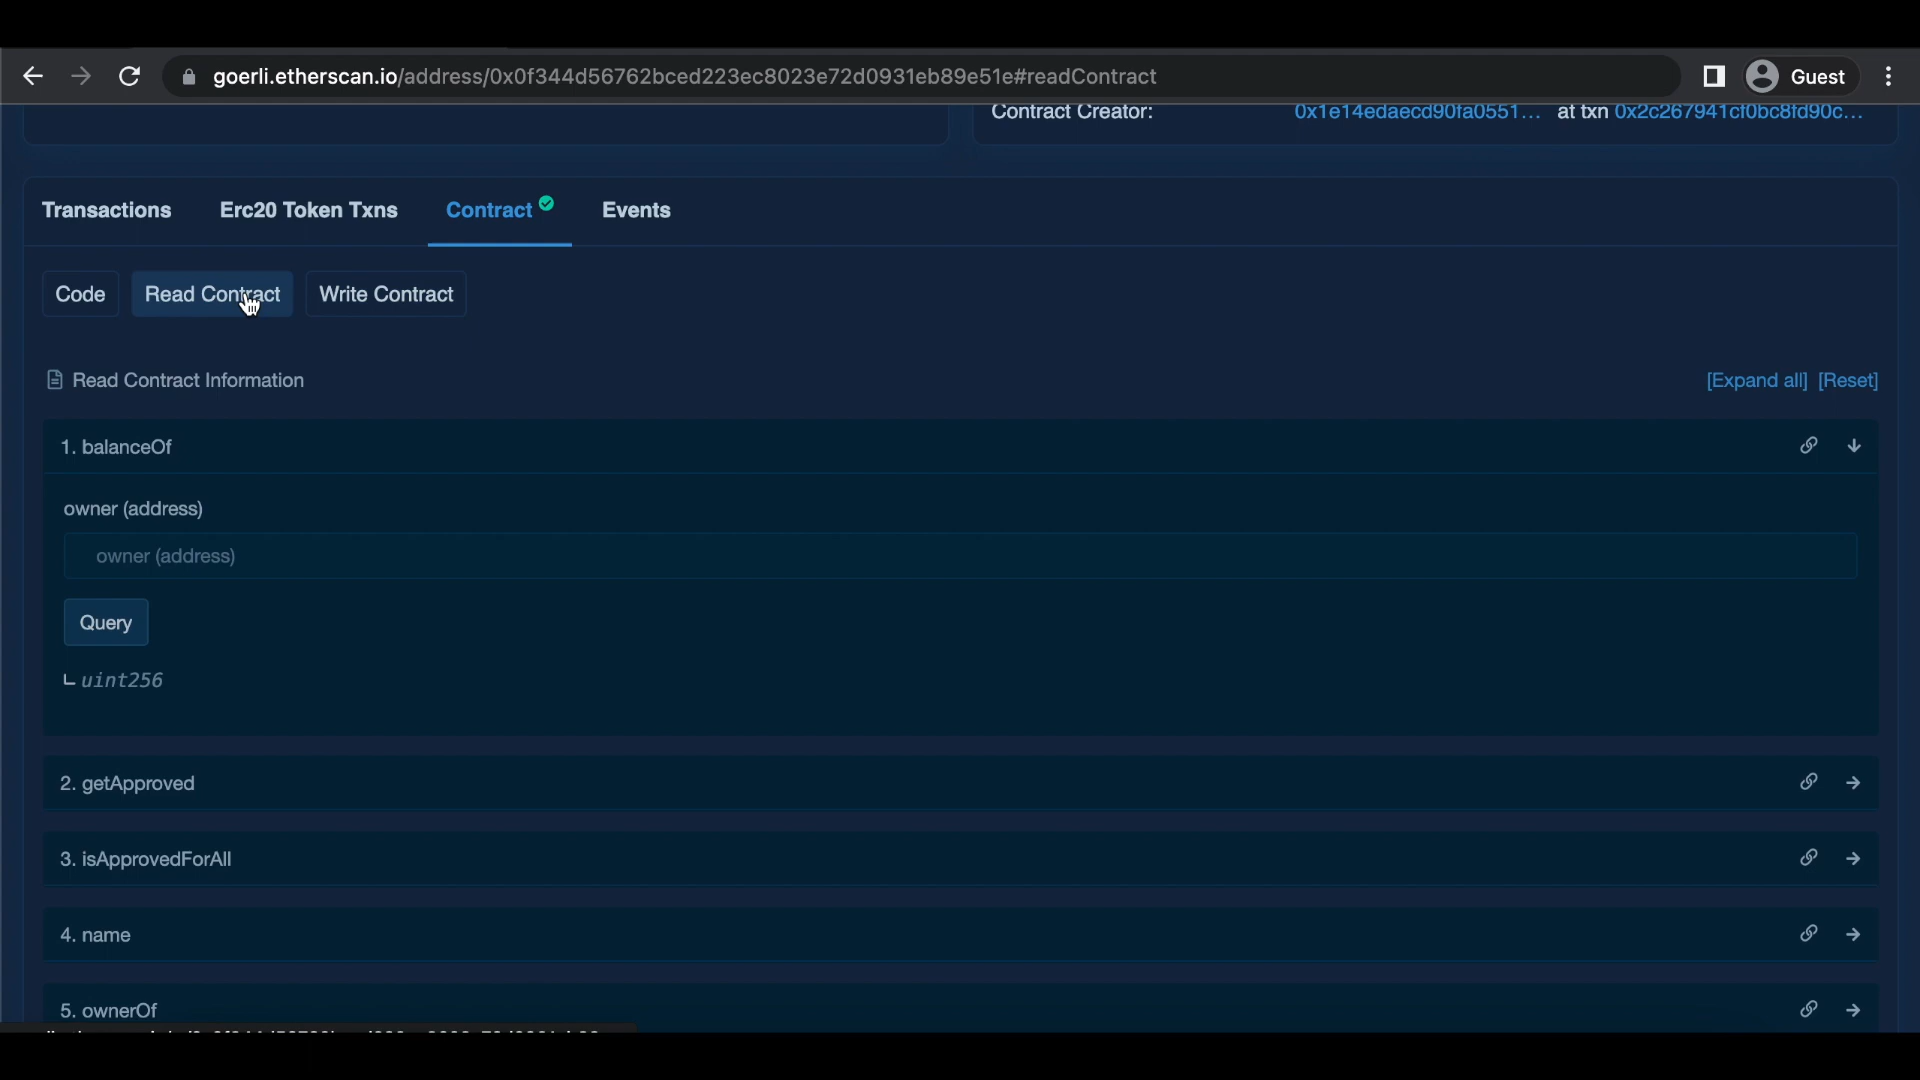 goerli.etherscan.io/address/0x0f344d56762bced223ec8023e72d0931eb89e51e#readContract
Guest
Contract Creator: 0x1e14edaecd90fa0551... at txn 0x2c267941cf0bc8fd90c...
Transactions Erc20 Token Txns Contract Events
Code Read Contract Write Contract
Read Contract Information [Expand all] [Reset]
1. balanceOf
owner (address)
owner (address)
Query
uint256
2. getApproved
3. isApprovedForAll
4. name
5. ownerOf